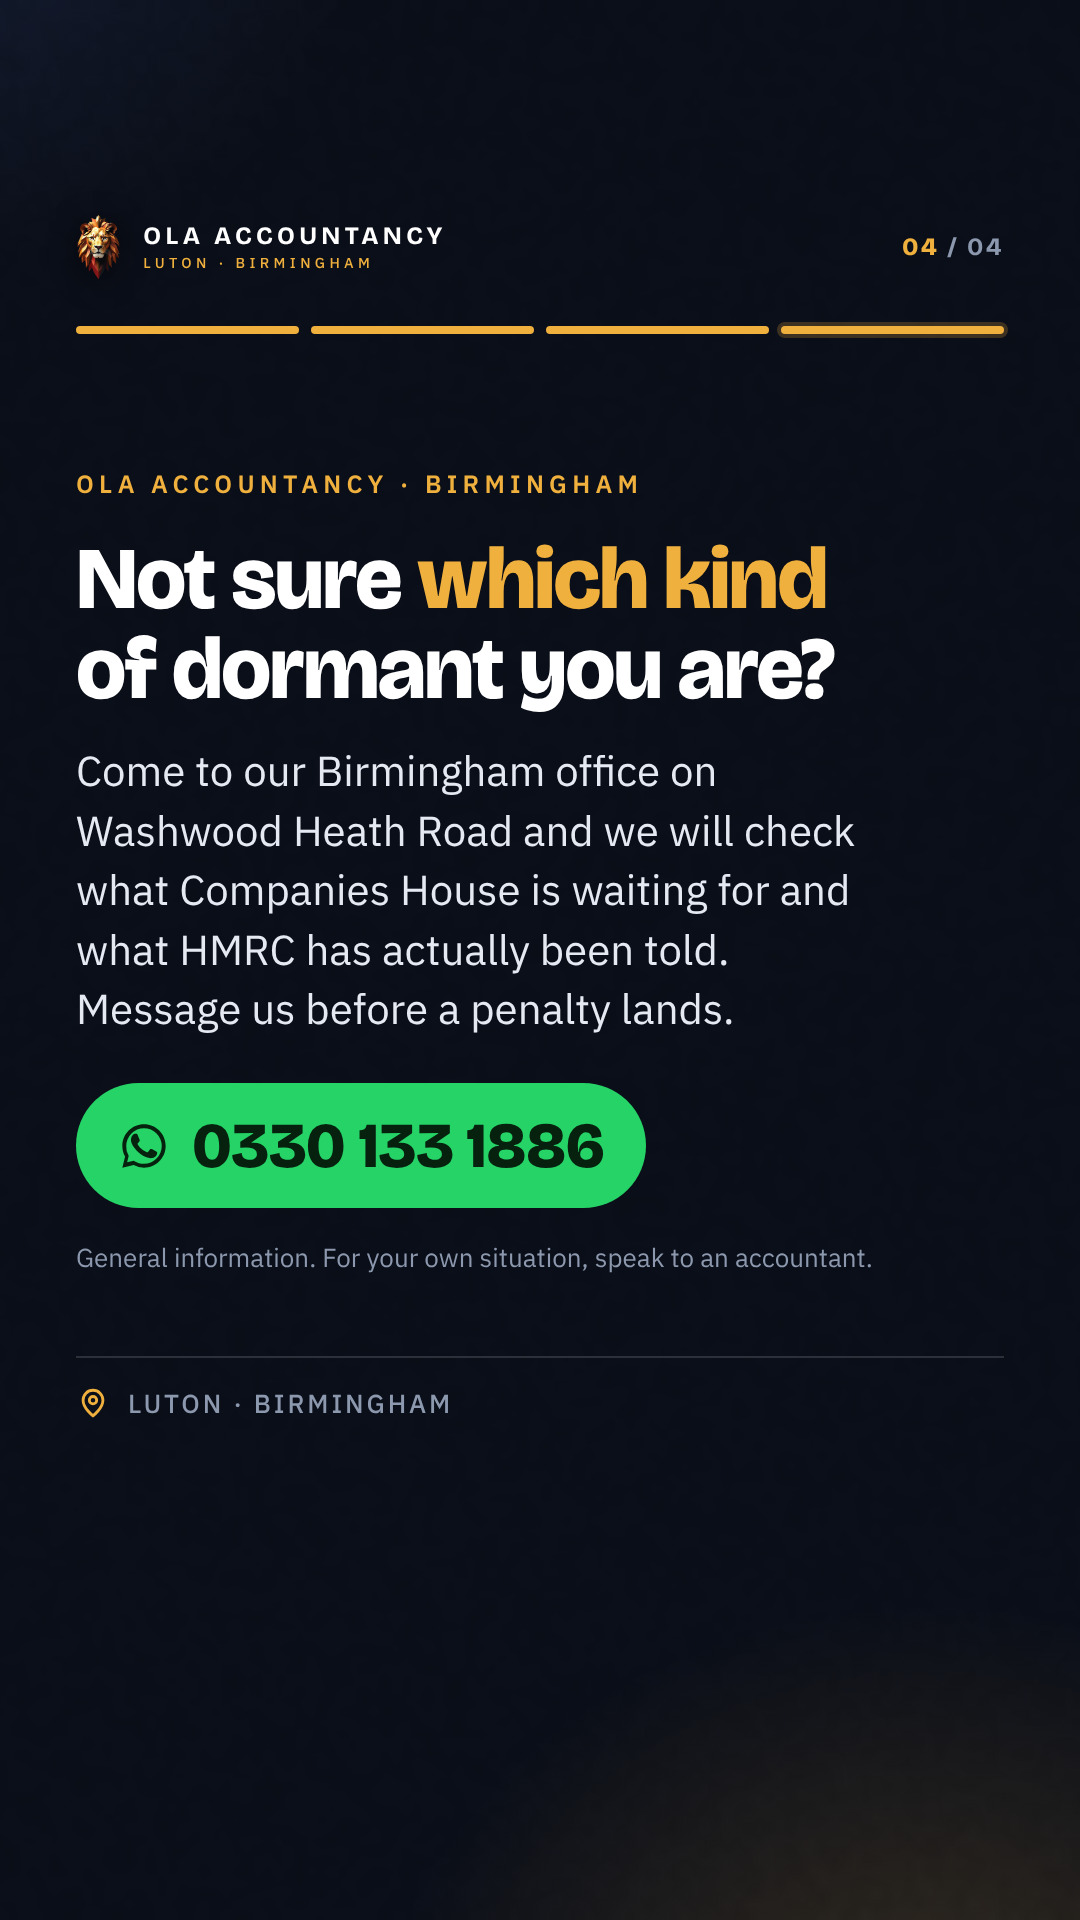 OLA ACCOUNTANCY
LUTON · BIRMINGHAM
04 / 04
OLA ACCOUNTANCY · BIRMINGHAM
Not sure which kind
of dormant you are?
Come to our Birmingham office on
Washwood Heath Road and we will check
what Companies House is waiting for and
what HMRC has actually been told.
Message us before a penalty lands.
0330 133 1886
General information. For your own situation, speak to an accountant.
LUTON · BIRMINGHAM